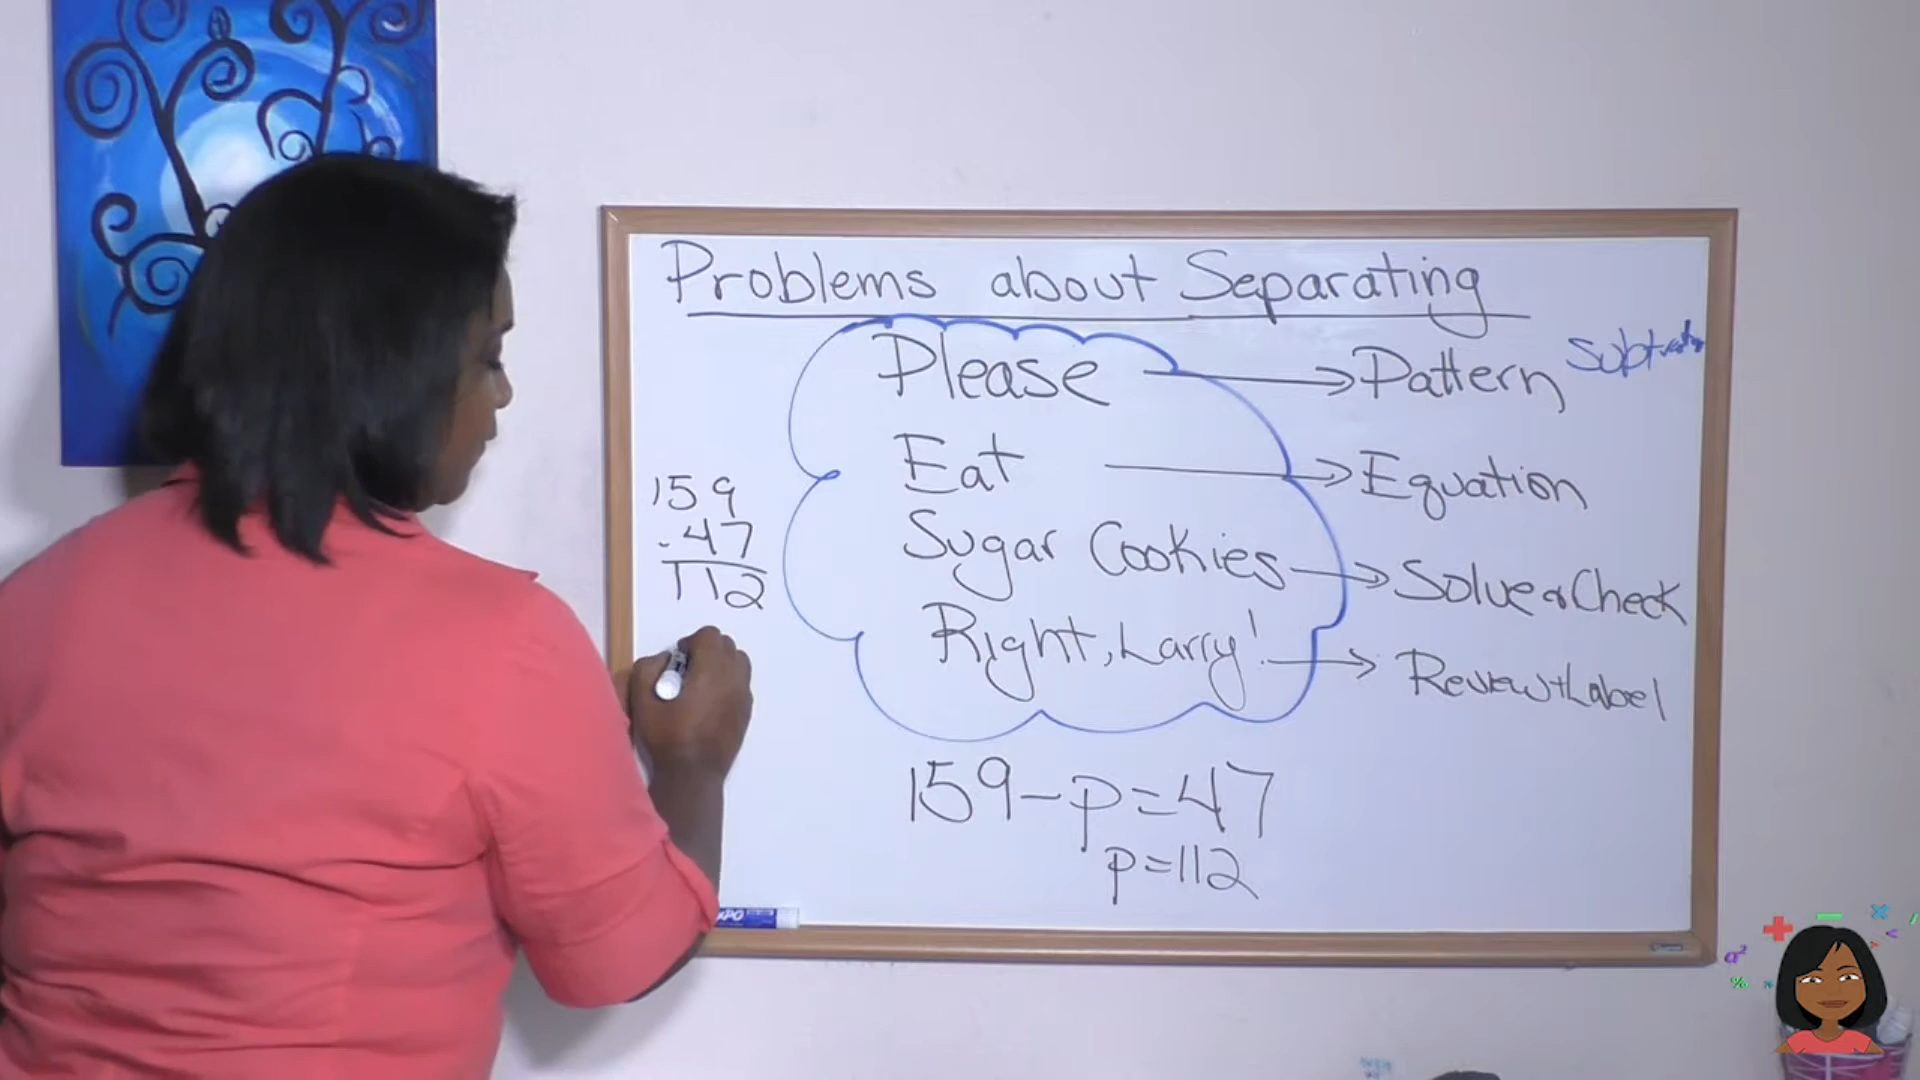 Problems about Separating
Please → Pattern
Eat → Equation
Sugar Cookies → Solve & Check
Right, Larry! → Review + Label
159
- 47
112
159 - p = 47
p = 112